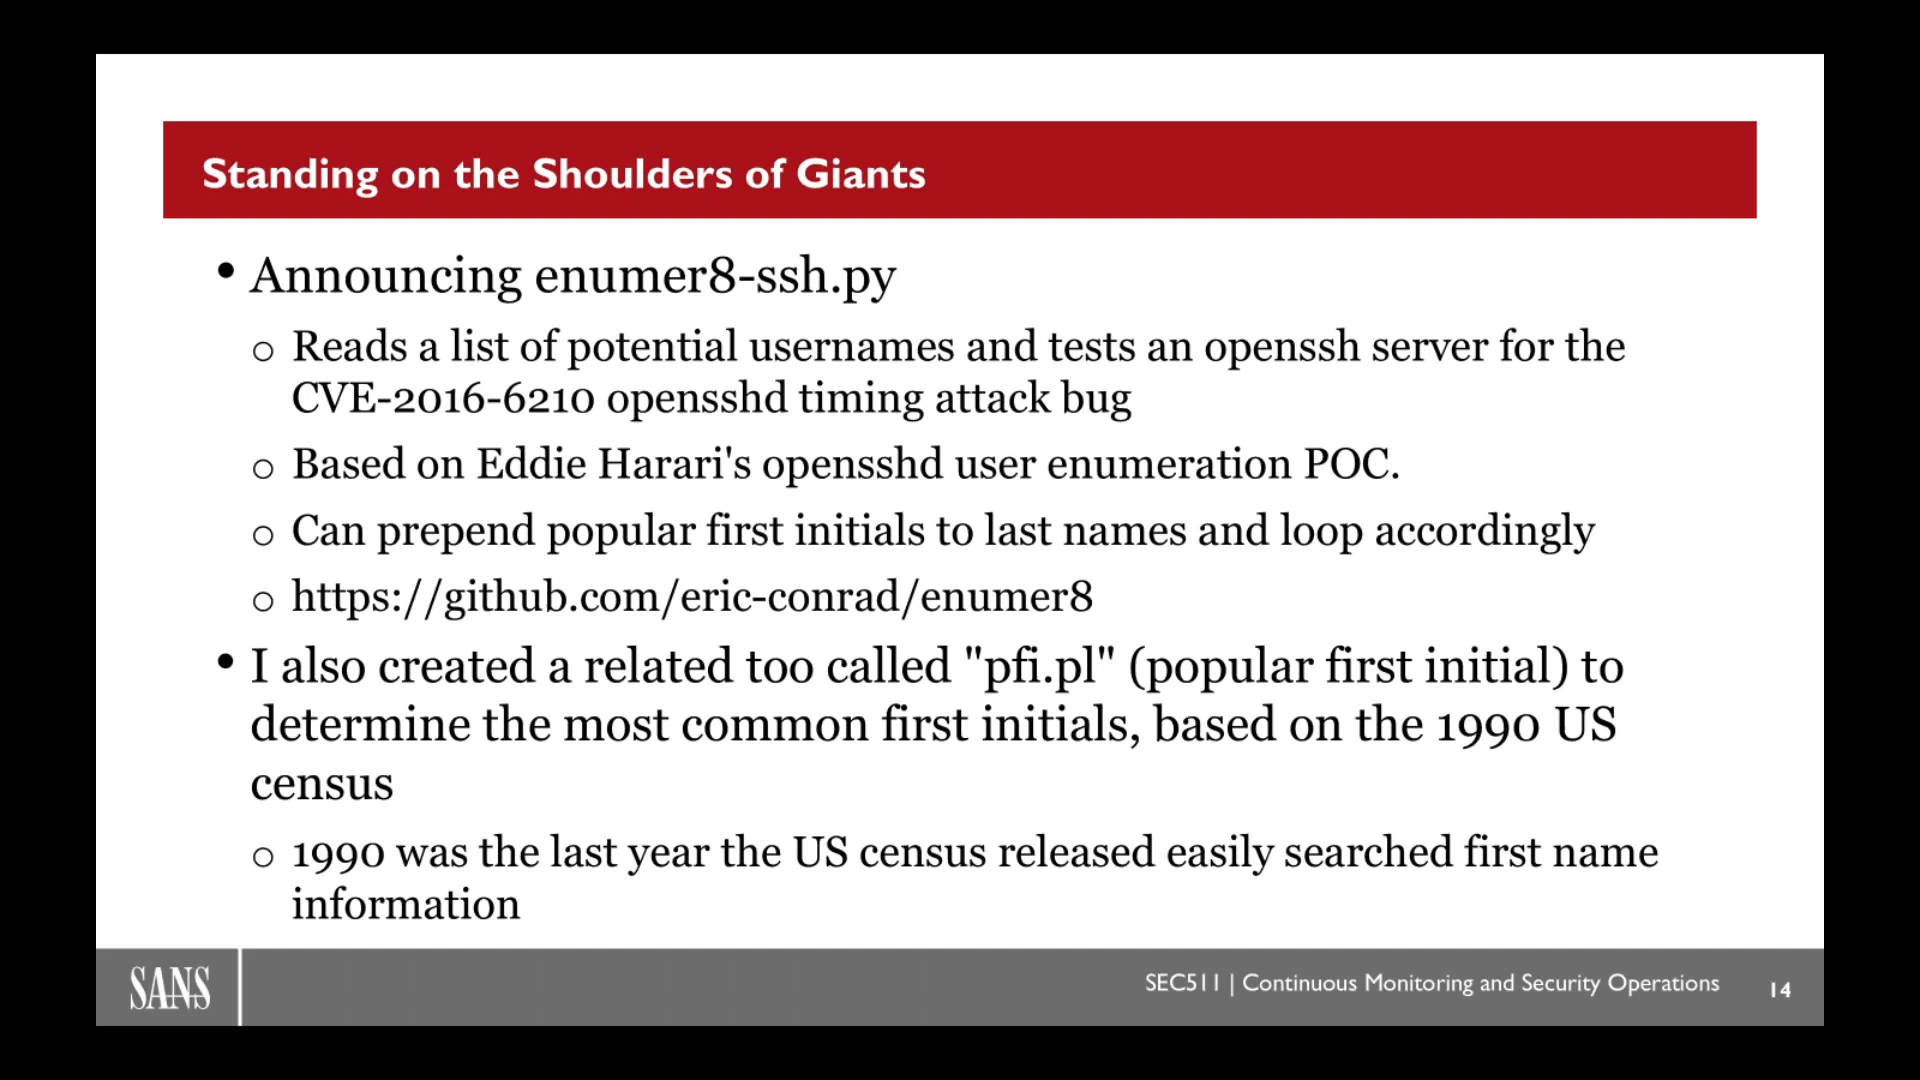 Standing on the Shoulders of Giants
• Announcing enumer8-ssh.py
o Reads a list of potential usernames and tests an openssh server for the
CVE-2016-6210 opensshd timing attack bug
o Based on Eddie Harari's opensshd user enumeration POC.
o Can prepend popular first initials to last names and loop accordingly
o https://github.com/eric-conrad/enumer8
• I also created a related too called "pfi.pl" (popular first initial) to
determine the most common first initials, based on the 1990 US
census
o 1990 was the last year the US census released easily searched first name
information
SANS
SEC511 | Continuous Monitoring and Security Operations
14